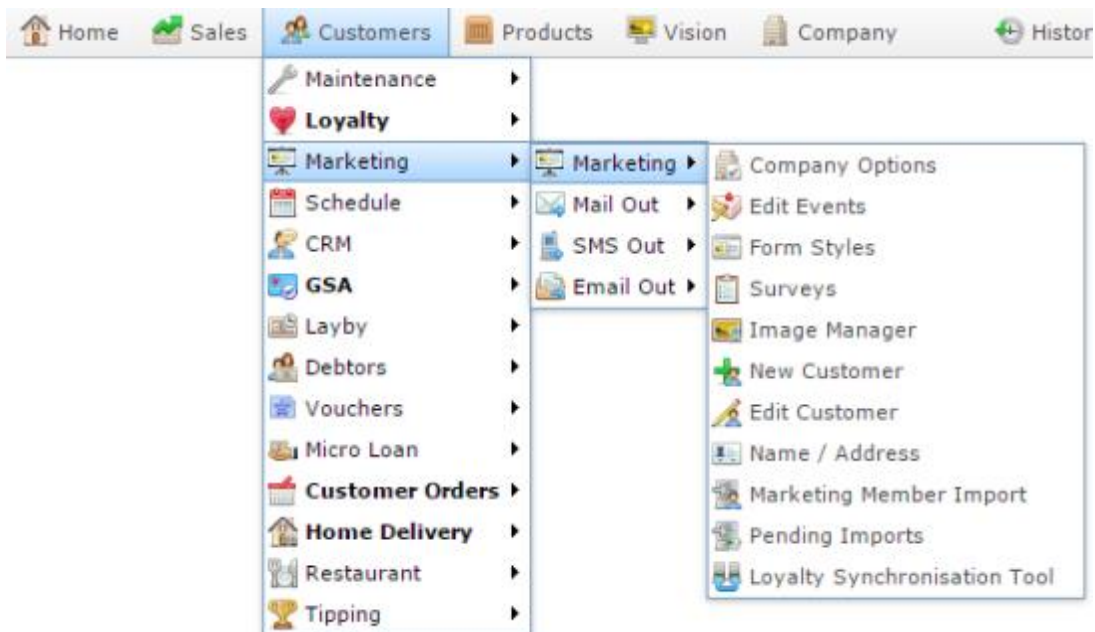 Home Sales Customers Products Vision Company Histor
Maintenance
Loyalty
Marketing
Schedule
CRM
GSA
Layby
Debtors
Vouchers
Micro Loan
Customer Orders
Home Delivery
Restaurant
Tipping
Marketing
Mail Out
SMS Out
Email Out
Company Options
Edit Events
Form Styles
Surveys
Image Manager
New Customer
Edit Customer
Name / Address
Marketing Member Import
Pending Imports
Loyalty Synchronisation Tool